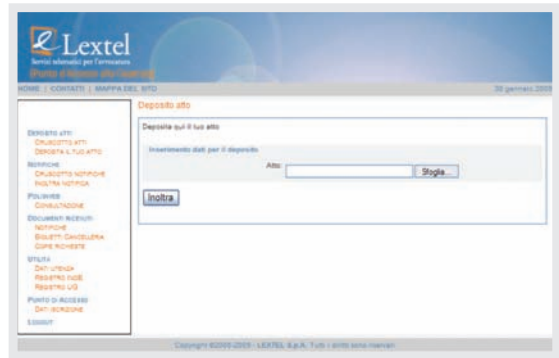 Lextel
Servizi telematici per l'avvocatura
HOME | CONTATTI | MAPPA DEL SITO
30 gennaio 2009
Deposito atto
Deposita qui il tuo atto
Inserimento dati per il deposito
Atto:
Sfoglia...
Inoltra
DEPOSITO ATTI
CRUSCOTTO ATTI
DEPOSITA IL TUO ATTO
NOTIFICHE
CRUSCOTTO NOTIFICHE
INOLTRA NOTIFICA
POLISWEB
CONSULTAZIONE
DOCUMENTI RICEVUTI
NOTIFICHE
BIGLIETTI CANCELLERIA
COPIE RICHIESTE
UTILITÀ
DATI UTENZA
REGISTRO INDE
REGISTRO UG
PUNTO DI ACCESSO
DATI ISCRIZIONE
LOGOUT
Copyright ©2005-2009 - LEXTEL S.p.A. Tutti i diritti sono riservati